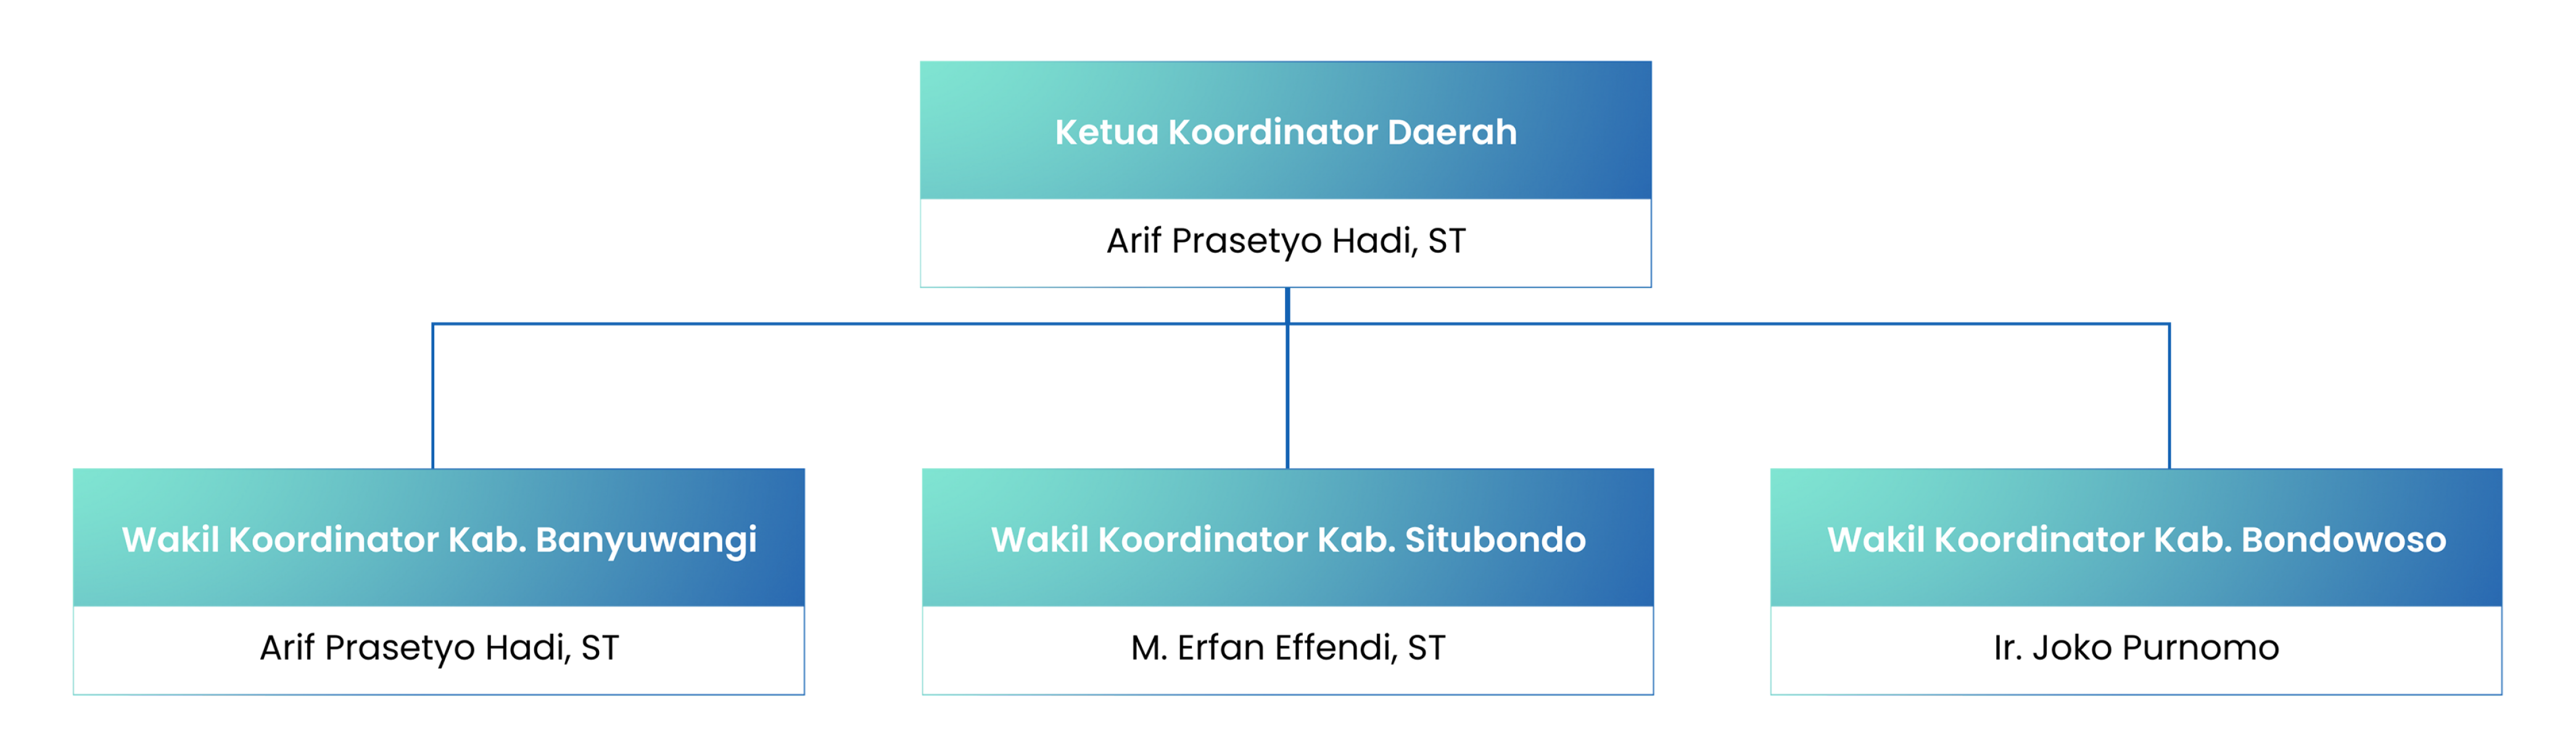 Ketua Koordinator Daerah
Arif Prasetyo Hadi, ST
Wakil Koordinator Kab. Banyuwangi
Arif Prasetyo Hadi, ST
Wakil Koordinator Kab. Situbondo
M. Erfan Effendi, ST
Wakil Koordinator Kab. Bondowoso
Ir. Joko Purnomo